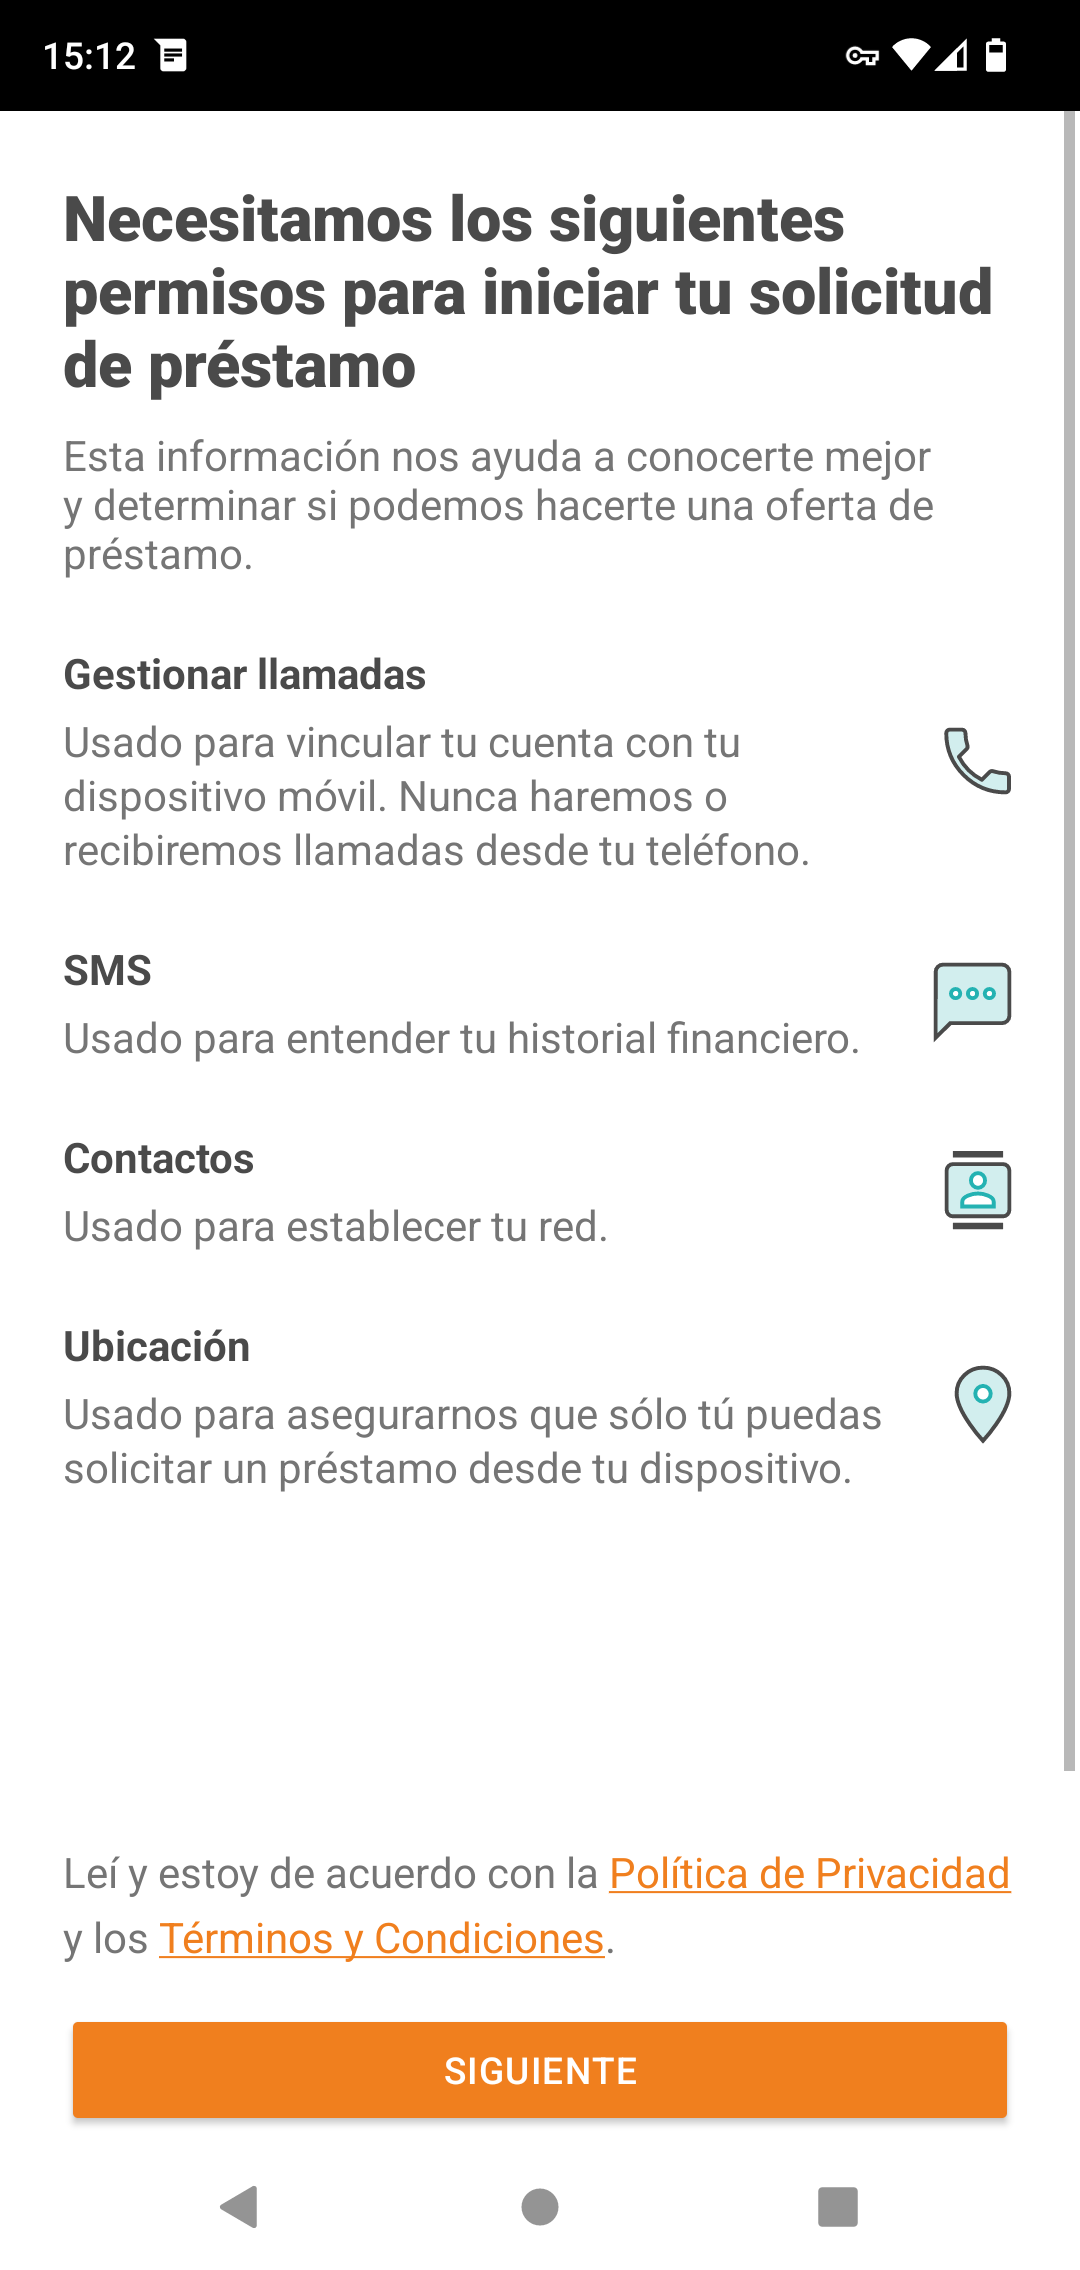 15:12
Necesitamos los siguientes
permisos para iniciar tu solicitud
de préstamo
Esta información nos ayuda a conocerte mejor
y determinar si podemos hacerte una oferta de
préstamo.
Gestionar llamadas
Usado para vincular tu cuenta con tu
dispositivo móvil. Nunca haremos o
recibiremos llamadas desde tu teléfono.
SMS
Usado para entender tu historial financiero.
Contactos
Usado para establecer tu red.
Ubicación
Usado para asegurarnos que sólo tú puedas
solicitar un préstamo desde tu dispositivo.
Leí y estoy de acuerdo con la Política de Privacidad
y los Términos y Condiciones.
SIGUIENTE